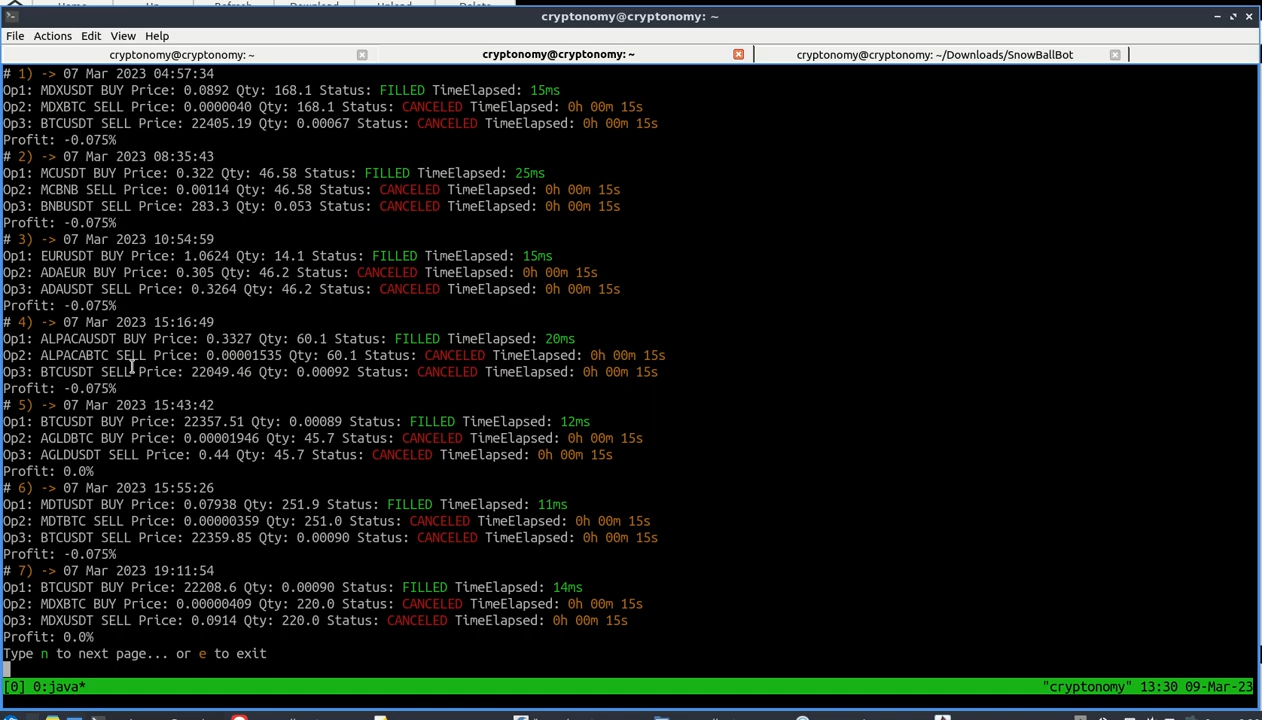 Home Up Refresh Download Upload Delete
cryptonomy@cryptonomy: ~
File Actions Edit View Help
cryptonomy@cryptonomy: ~ cryptonomy@cryptonomy: ~ cryptonomy@cryptonomy: ~/Downloads/SnowBallBot
# 1) -> 07 Mar 2023 04:57:34
Op1: MDXUSDT BUY Price: 0.0892 Qty: 168.1 Status: FILLED TimeElapsed: 15ms
Op2: MDXBTC SELL Price: 0.0000040 Qty: 168.1 Status: CANCELED TimeElapsed: 0h 00m 15s
Op3: BTCUSDT SELL Price: 22405.19 Qty: 0.00067 Status: CANCELED TimeElapsed: 0h 00m 15s
Profit: -0.075%
# 2) -> 07 Mar 2023 08:35:43
Op1: MCUSDT BUY Price: 0.322 Qty: 46.58 Status: FILLED TimeElapsed: 25ms
Op2: MCBNB SELL Price: 0.00114 Qty: 46.58 Status: CANCELED TimeElapsed: 0h 00m 15s
Op3: BNBUSDT SELL Price: 283.3 Qty: 0.053 Status: CANCELED TimeElapsed: 0h 00m 15s
Profit: -0.075%
# 3) -> 07 Mar 2023 10:54:59
Op1: EURUSDT BUY Price: 1.0624 Qty: 14.1 Status: FILLED TimeElapsed: 15ms
Op2: ADAEUR BUY Price: 0.305 Qty: 46.2 Status: CANCELED TimeElapsed: 0h 00m 15s
Op3: ADAUSDT SELL Price: 0.3264 Qty: 46.2 Status: CANCELED TimeElapsed: 0h 00m 15s
Profit: -0.075%
# 4) -> 07 Mar 2023 15:16:49
Op1: ALPACAUSDT BUY Price: 0.3327 Qty: 60.1 Status: FILLED TimeElapsed: 20ms
Op2: ALPACABTC SELL Price: 0.00001535 Qty: 60.1 Status: CANCELED TimeElapsed: 0h 00m 15s
Op3: BTCUSDT SELL Price: 22049.46 Qty: 0.00092 Status: CANCELED TimeElapsed: 0h 00m 15s
Profit: -0.075%
# 5) -> 07 Mar 2023 15:43:42
Op1: BTCUSDT BUY Price: 22357.51 Qty: 0.00089 Status: FILLED TimeElapsed: 12ms
Op2: AGLDBTC BUY Price: 0.00001946 Qty: 45.7 Status: CANCELED TimeElapsed: 0h 00m 15s
Op3: AGLDUSDT SELL Price: 0.44 Qty: 45.7 Status: CANCELED TimeElapsed: 0h 00m 15s
Profit: 0.0%
# 6) -> 07 Mar 2023 15:55:26
Op1: MDTUSDT BUY Price: 0.07938 Qty: 251.9 Status: FILLED TimeElapsed: 11ms
Op2: MDTBTC SELL Price: 0.00000359 Qty: 251.0 Status: CANCELED TimeElapsed: 0h 00m 15s
Op3: BTCUSDT SELL Price: 22359.85 Qty: 0.00090 Status: CANCELED TimeElapsed: 0h 00m 15s
Profit: -0.075%
# 7) -> 07 Mar 2023 19:11:54
Op1: BTCUSDT BUY Price: 22208.6 Qty: 0.00090 Status: FILLED TimeElapsed: 14ms
Op2: MDXBTC BUY Price: 0.00000409 Qty: 220.0 Status: CANCELED TimeElapsed: 0h 00m 15s
Op3: MDXUSDT SELL Price: 0.0914 Qty: 220.0 Status: CANCELED TimeElapsed: 0h 00m 15s
Profit: 0.0%
Type n to next page... or e to exit
[0] 0:java* "cryptonomy" 13:30 09-Mar-23